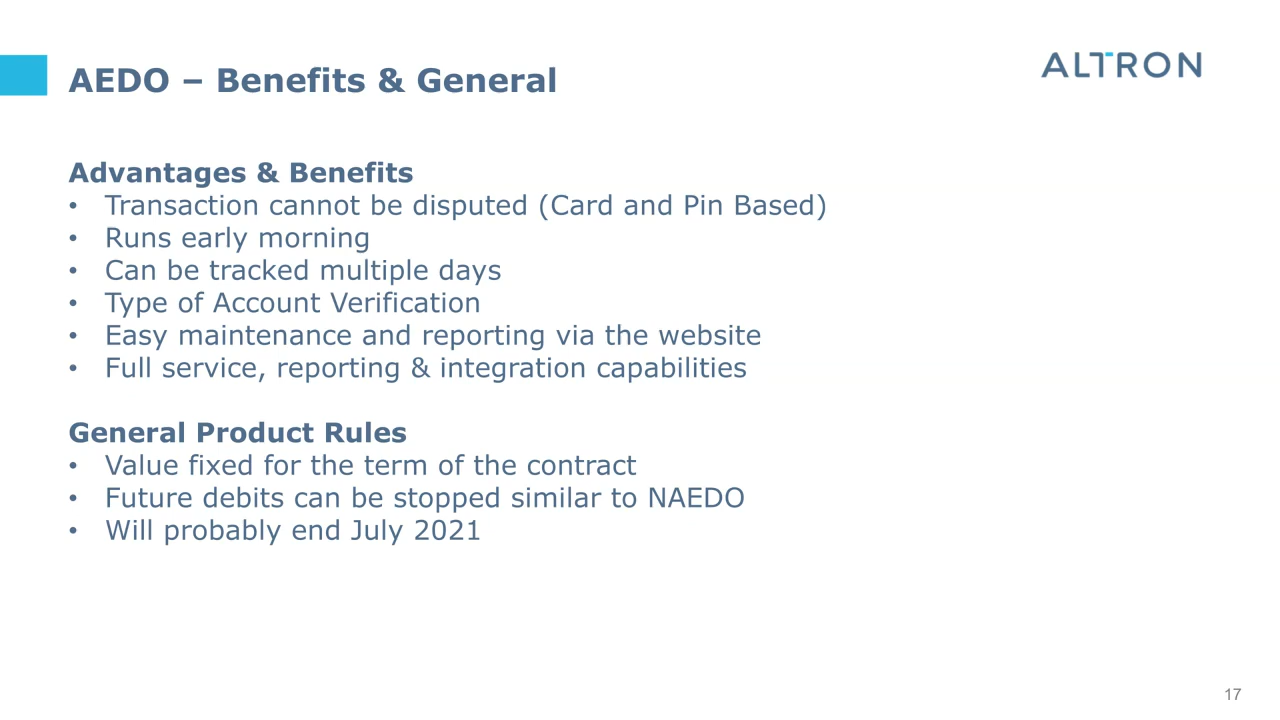 AEDO – Benefits & General
ALTRON
Advantages & Benefits
• Transaction cannot be disputed (Card and Pin Based)
• Runs early morning
• Can be tracked multiple days
• Type of Account Verification
• Easy maintenance and reporting via the website
• Full service, reporting & integration capabilities
General Product Rules
• Value fixed for the term of the contract
• Future debits can be stopped similar to NAEDO
• Will probably end July 2021
17